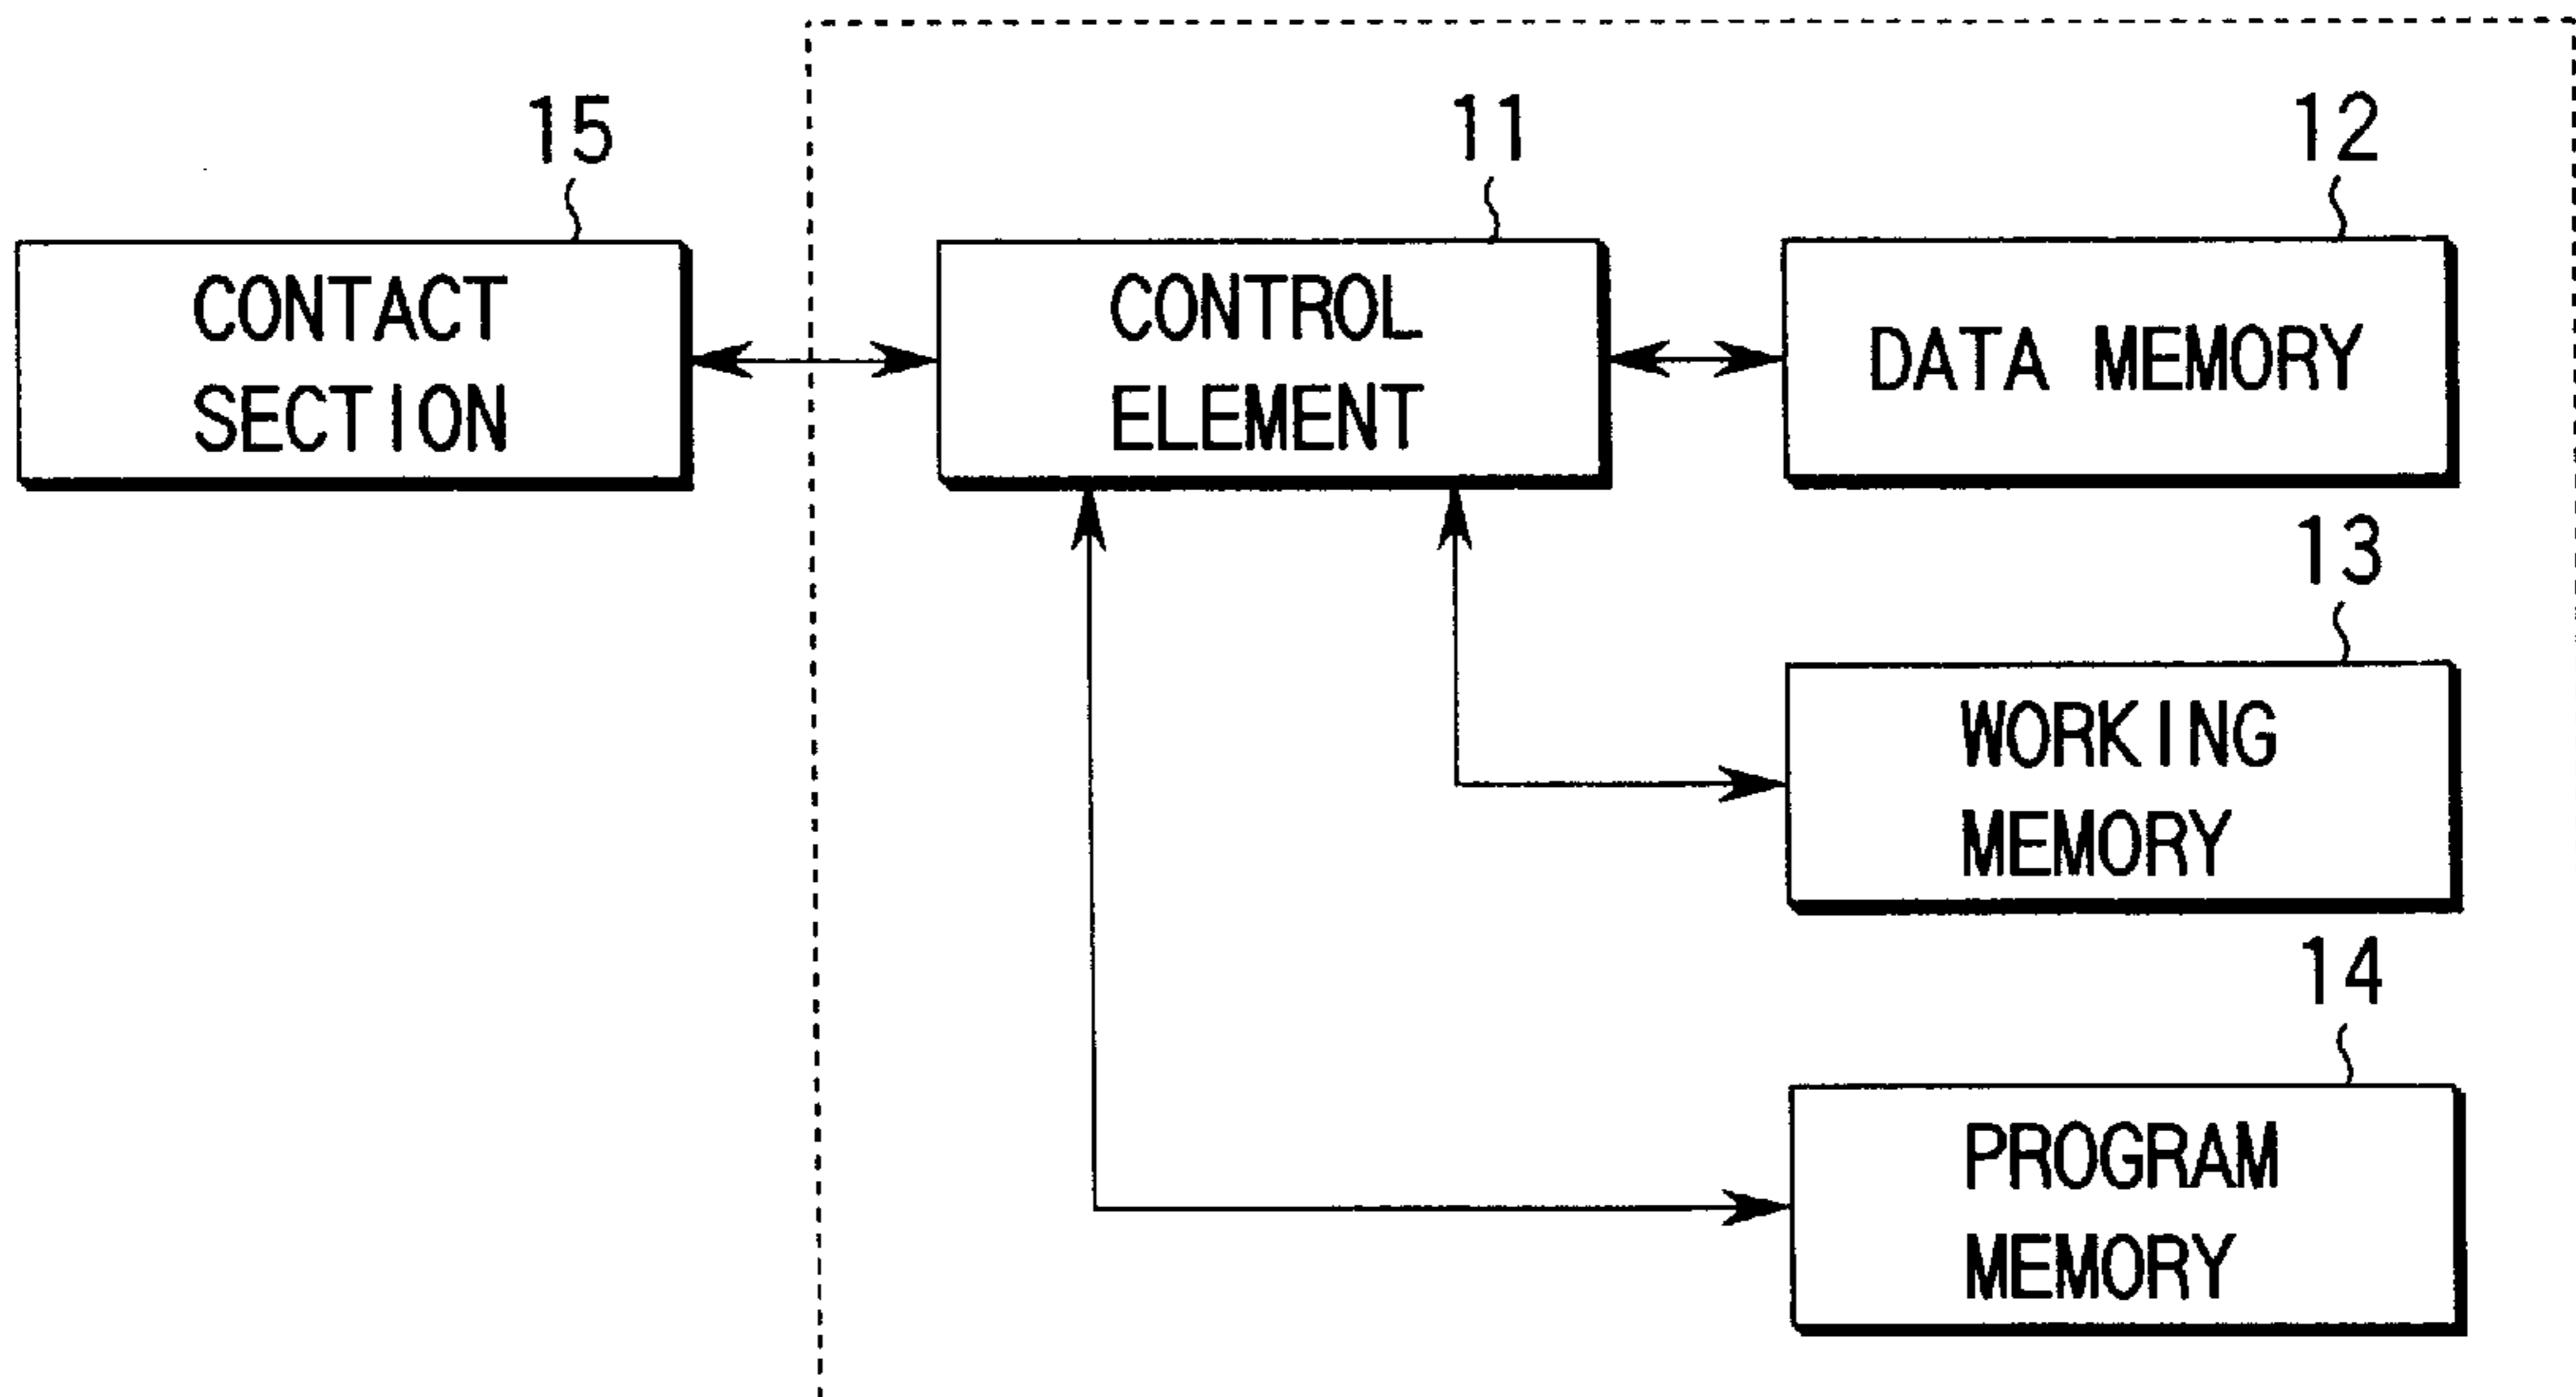 15
CONTACT
SECTION
11
CONTROL
ELEMENT
12
DATA MEMORY
13
WORKING
MEMORY
14
PROGRAM
MEMORY